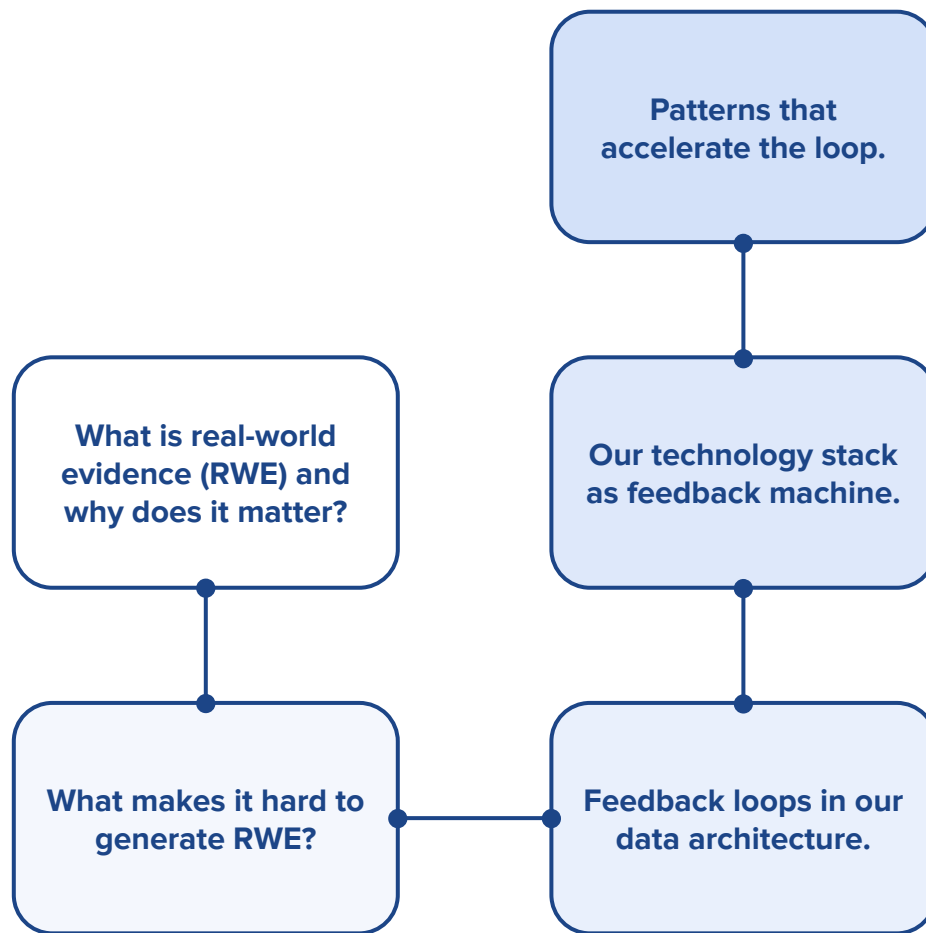 What is real-world
evidence (RWE) and
why does it matter?
What makes it hard to
generate RWE?
Feedback loops in our
data architecture.
Our technology stack
as feedback machine.
Patterns that
accelerate the loop.